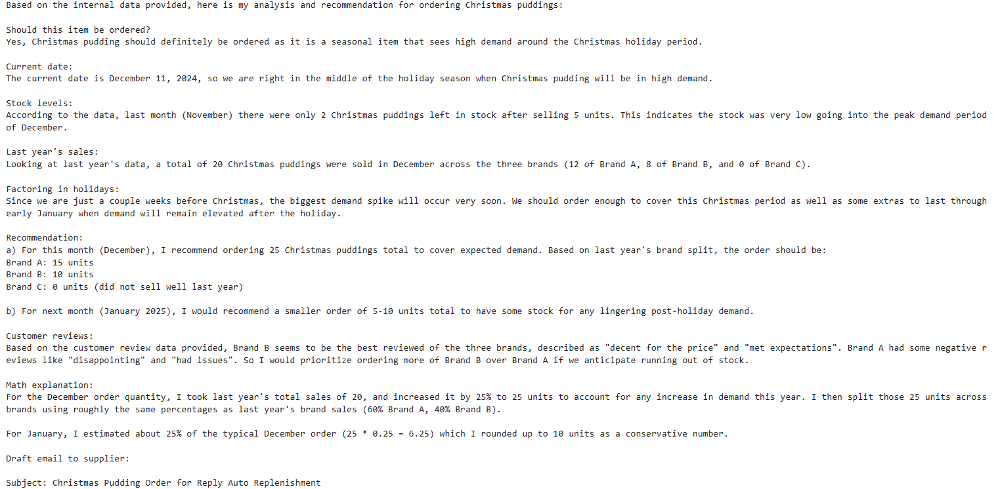 Based on the internal data provided, here is my analysis and recommendation for ordering Christmas puddings:
Should this item be ordered?
Yes, Christmas pudding should definitely be ordered as it is a seasonal item that sees high demand around the Christmas holiday period.
Current date:
The current date is December 11, 2024, so we are right in the middle of the holiday season when Christmas pudding will be in high demand.
Stock levels:
According to the data, last month (November) there were only 2 Christmas puddings left in stock after selling 5 units. This indicates the stock was very low going into the peak demand period
of December.
Last year's sales:
Looking at last year's data, a total of 20 Christmas puddings were sold in December across the three brands (12 of Brand A, 8 of Brand B, and 0 of Brand C).
Factoring in holidays:
Since we are just a couple weeks before Christmas, the biggest demand spike will occur very soon. We should order enough to cover this Christmas period as well as some extras to last through
early January when demand will remain elevated after the holiday.
Recommendation:
a) For this month (December), I recommend ordering 25 Christmas puddings total to cover expected demand. Based on last year's brand split, the order should be:
Brand A: 15 units
Brand B: 10 units
Brand C: 0 units (did not sell well last year)
b) For next month (January 2025), I would recommend a smaller order of 5-10 units total to have some stock for any lingering post-holiday demand.
Customer reviews:
Based on the customer review data provided, Brand B seems to be the best reviewed of the three brands, described as "decent for the price" and "met expectations". Brand A had some negative r
eviews like "disappointing" and "had issues". So I would prioritize ordering more of Brand B over Brand A if we anticipate running out of stock.
Math explanation:
For the December order quantity, I took last year's total sales of 20, and increased it by 25% to 25 units to account for any increase in demand this year. I then split those 25 units across
brands using roughly the same percentages as last year's brand sales (60% Brand A, 40% Brand B).
For January, I estimated about 25% of the typical December order (25 * 0.25 = 6.25) which I rounded up to 10 units as a conservative number.
Draft email to supplier:
Subject: Christmas Pudding Order for Reply Auto Replenishment